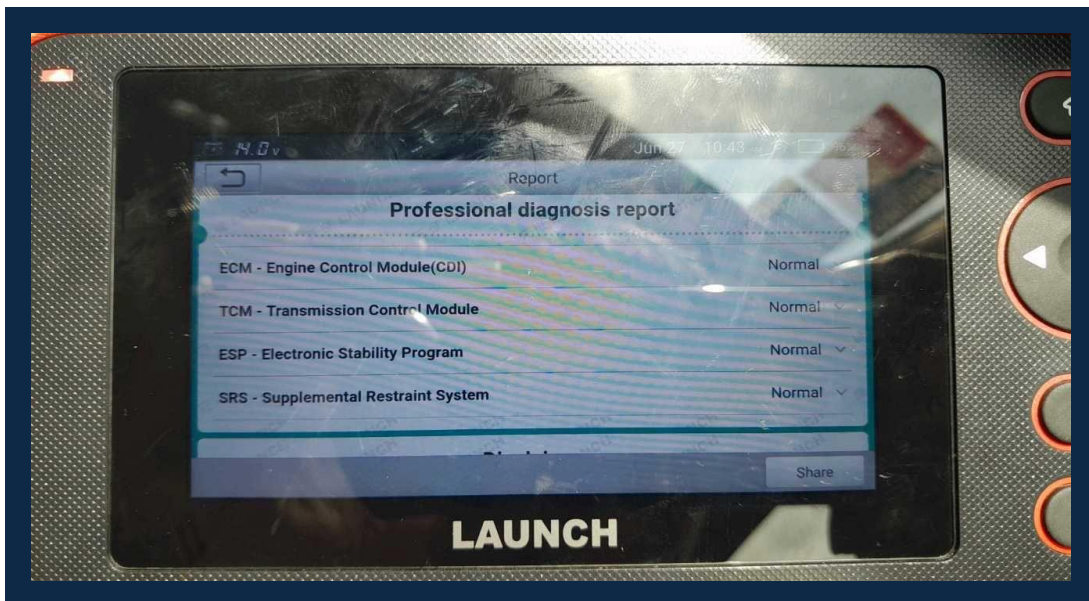 14.0v Jun 27 10:43
Report
Professional diagnosis report
ECM - Engine Control Module(CDI) Normal
TCM - Transmission Control Module Normal
ESP - Electronic Stability Program Normal
SRS - Supplemental Restraint System Normal
Share
LAUNCH